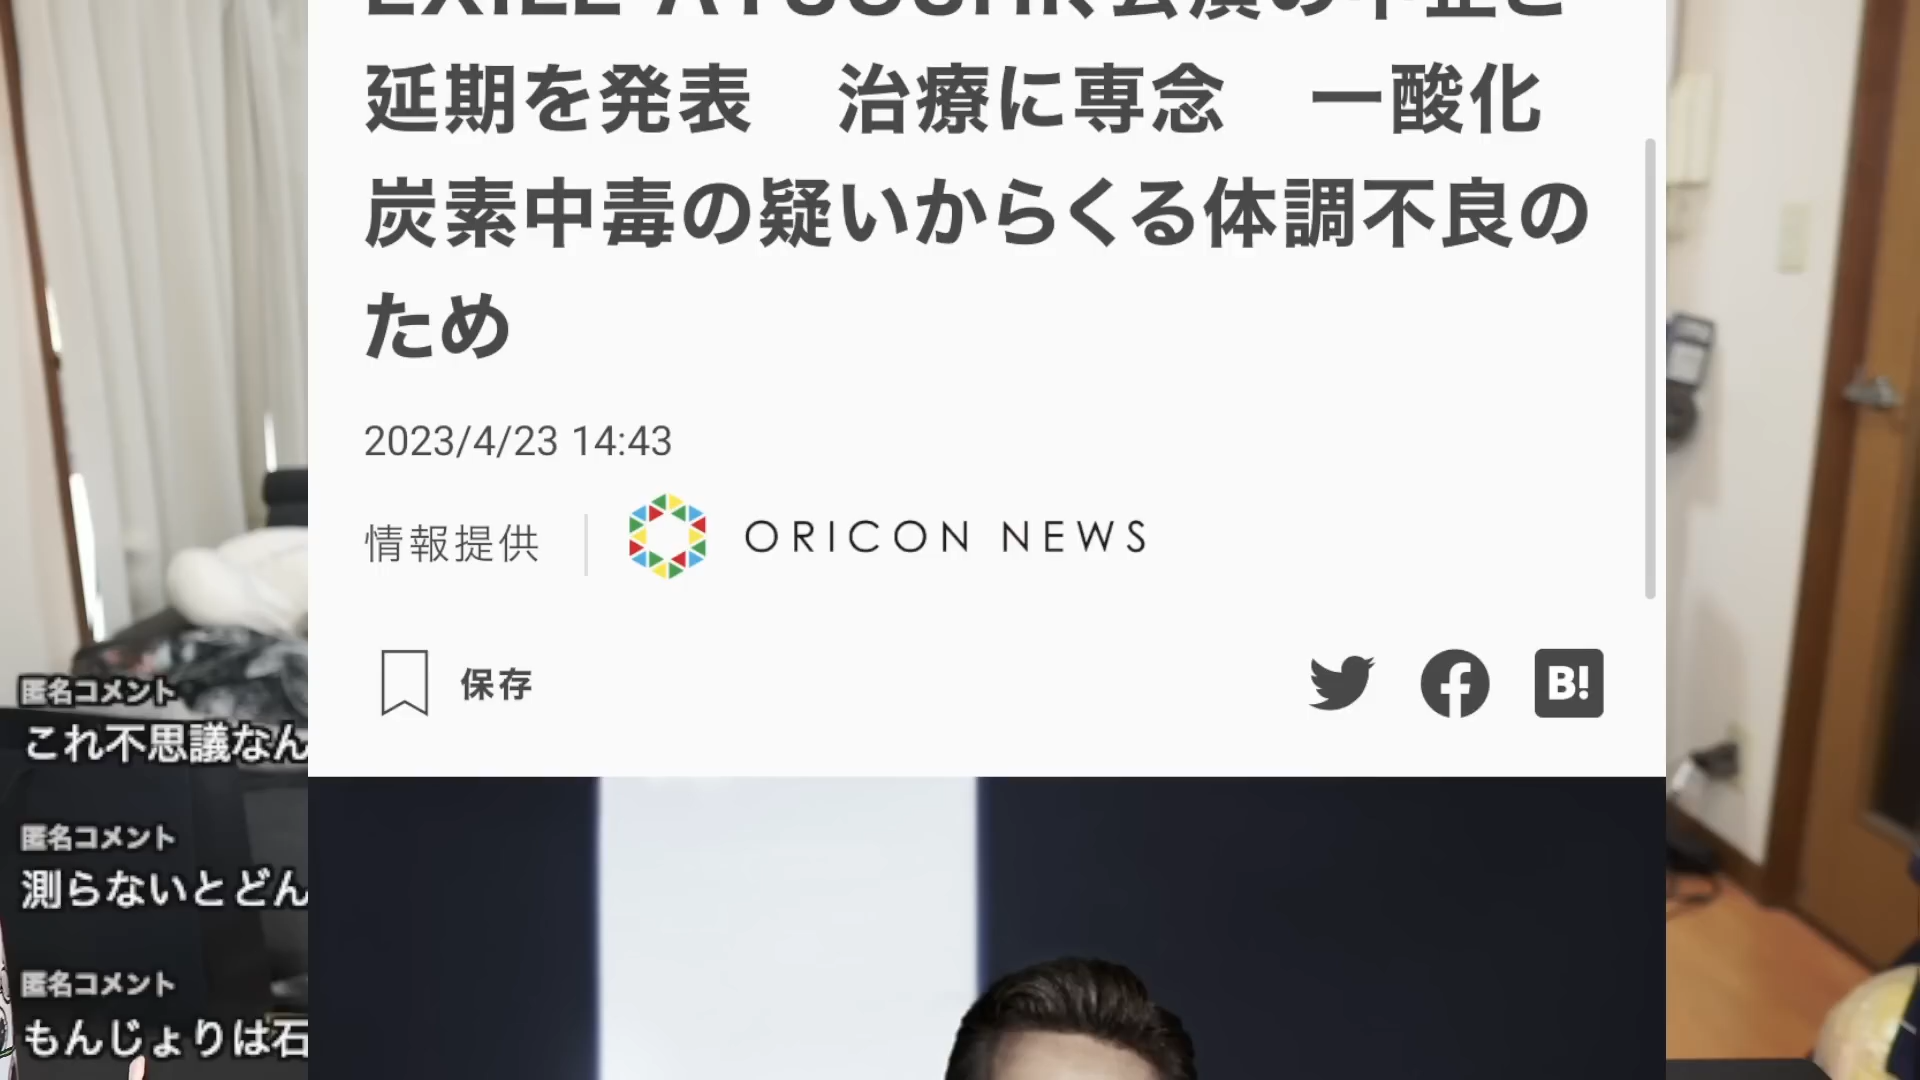 延期を発表　治療に専念　一酸化
炭素中毒の疑いからくる体調不良の
ため
2023/4/23 14:43
情報提供
ORICON NEWS
保存
B!
匿名コメント
これ不思議なん
匿名コメント
測らないとどん
匿名コメント
もんじょりは石